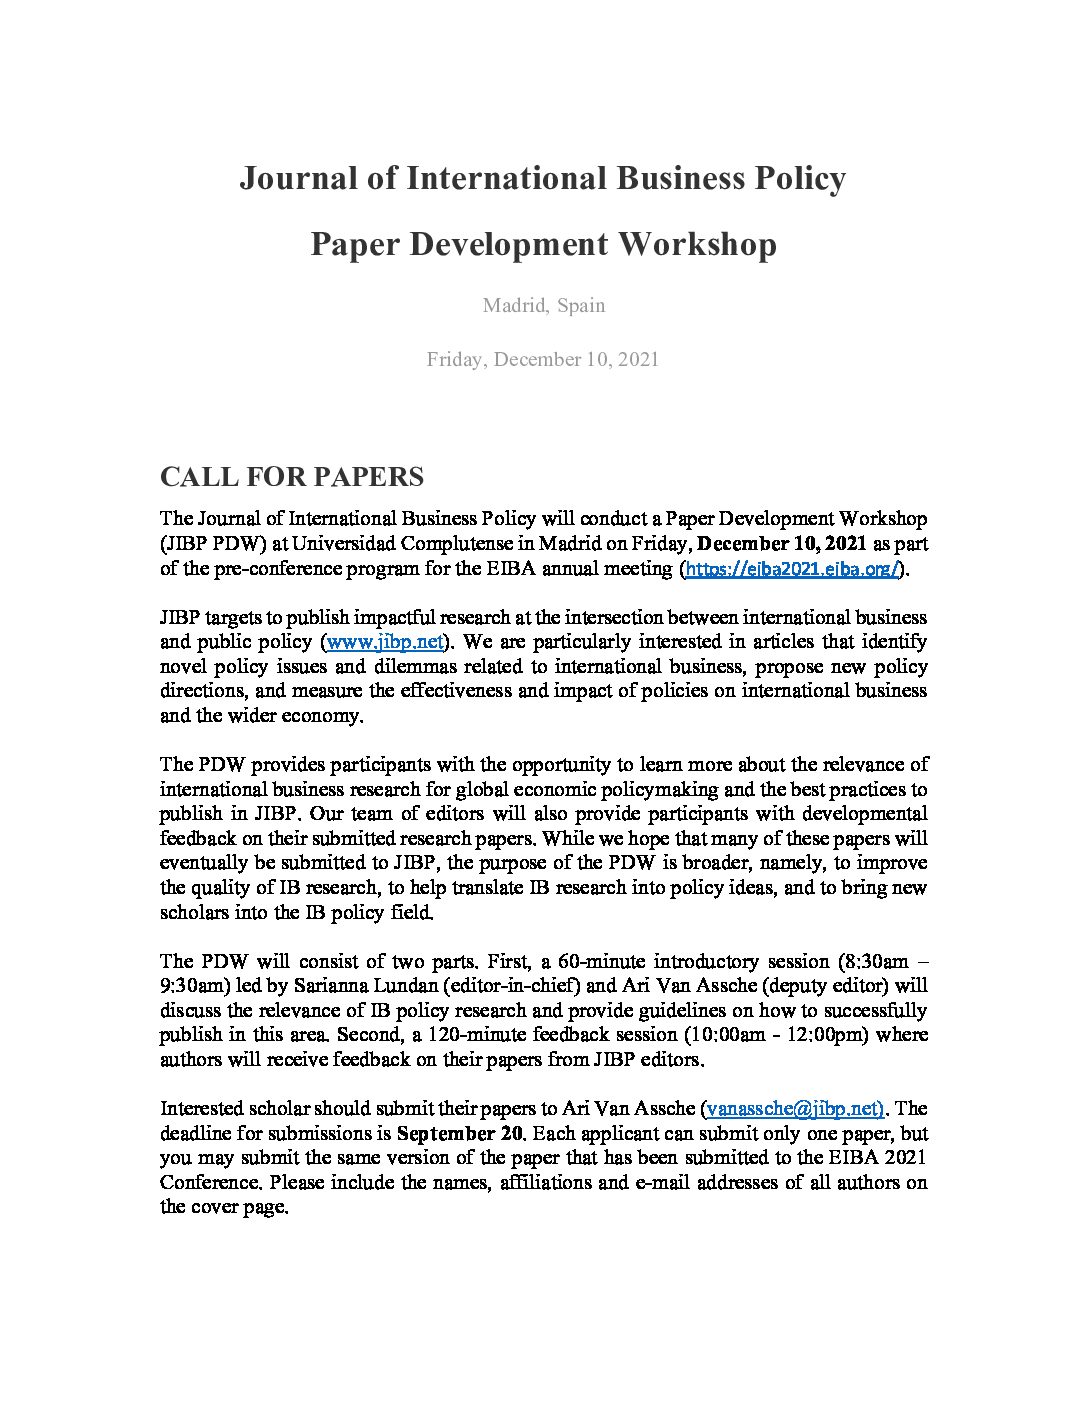 Journal of International Business Policy
Paper Development Workshop
Madrid, Spain
Friday, December 10, 2021
CALL FOR PAPERS
The Journal of International Business Policy will conduct a Paper Development Workshop
(JIBP PDW) at Universidad Complutense in Madrid on Friday, December 10, 2021 as part
of the pre-conference program for the EIBA annual meeting (https://eiba2021.eiba.org/).
JIBP targets to publish impactful research at the intersection between international business
and public policy (www.jibp.net). We are particularly interested in articles that identify
novel policy issues and dilemmas related to international business, propose new policy
directions, and measure the effectiveness and impact of policies on international business
and the wider economy.
The PDW provides participants with the opportunity to learn more about the relevance of
international business research for global economic policymaking and the best practices to
publish in JIBP. Our team of editors will also provide participants with developmental
feedback on their submitted research papers. While we hope that many of these papers will
eventually be submitted to JIBP, the purpose of the PDW is broader, namely, to improve
the quality of IB research, to help translate IB research into policy ideas, and to bring new
scholars into the IB policy field.
The PDW will consist of two parts. First, a 60-minute introductory session (8:30am –
9:30am) led by Sarianna Lundan (editor-in-chief) and Ari Van Assche (deputy editor) will
discuss the relevance of IB policy research and provide guidelines on how to successfully
publish in this area. Second, a 120-minute feedback session (10:00am - 12:00pm) where
authors will receive feedback on their papers from JIBP editors.
Interested scholar should submit their papers to Ari Van Assche (vanassche@jibp.net). The
deadline for submissions is September 20. Each applicant can submit only one paper, but
you may submit the same version of the paper that has been submitted to the EIBA 2021
Conference. Please include the names, affiliations and e-mail addresses of all authors on
the cover page.